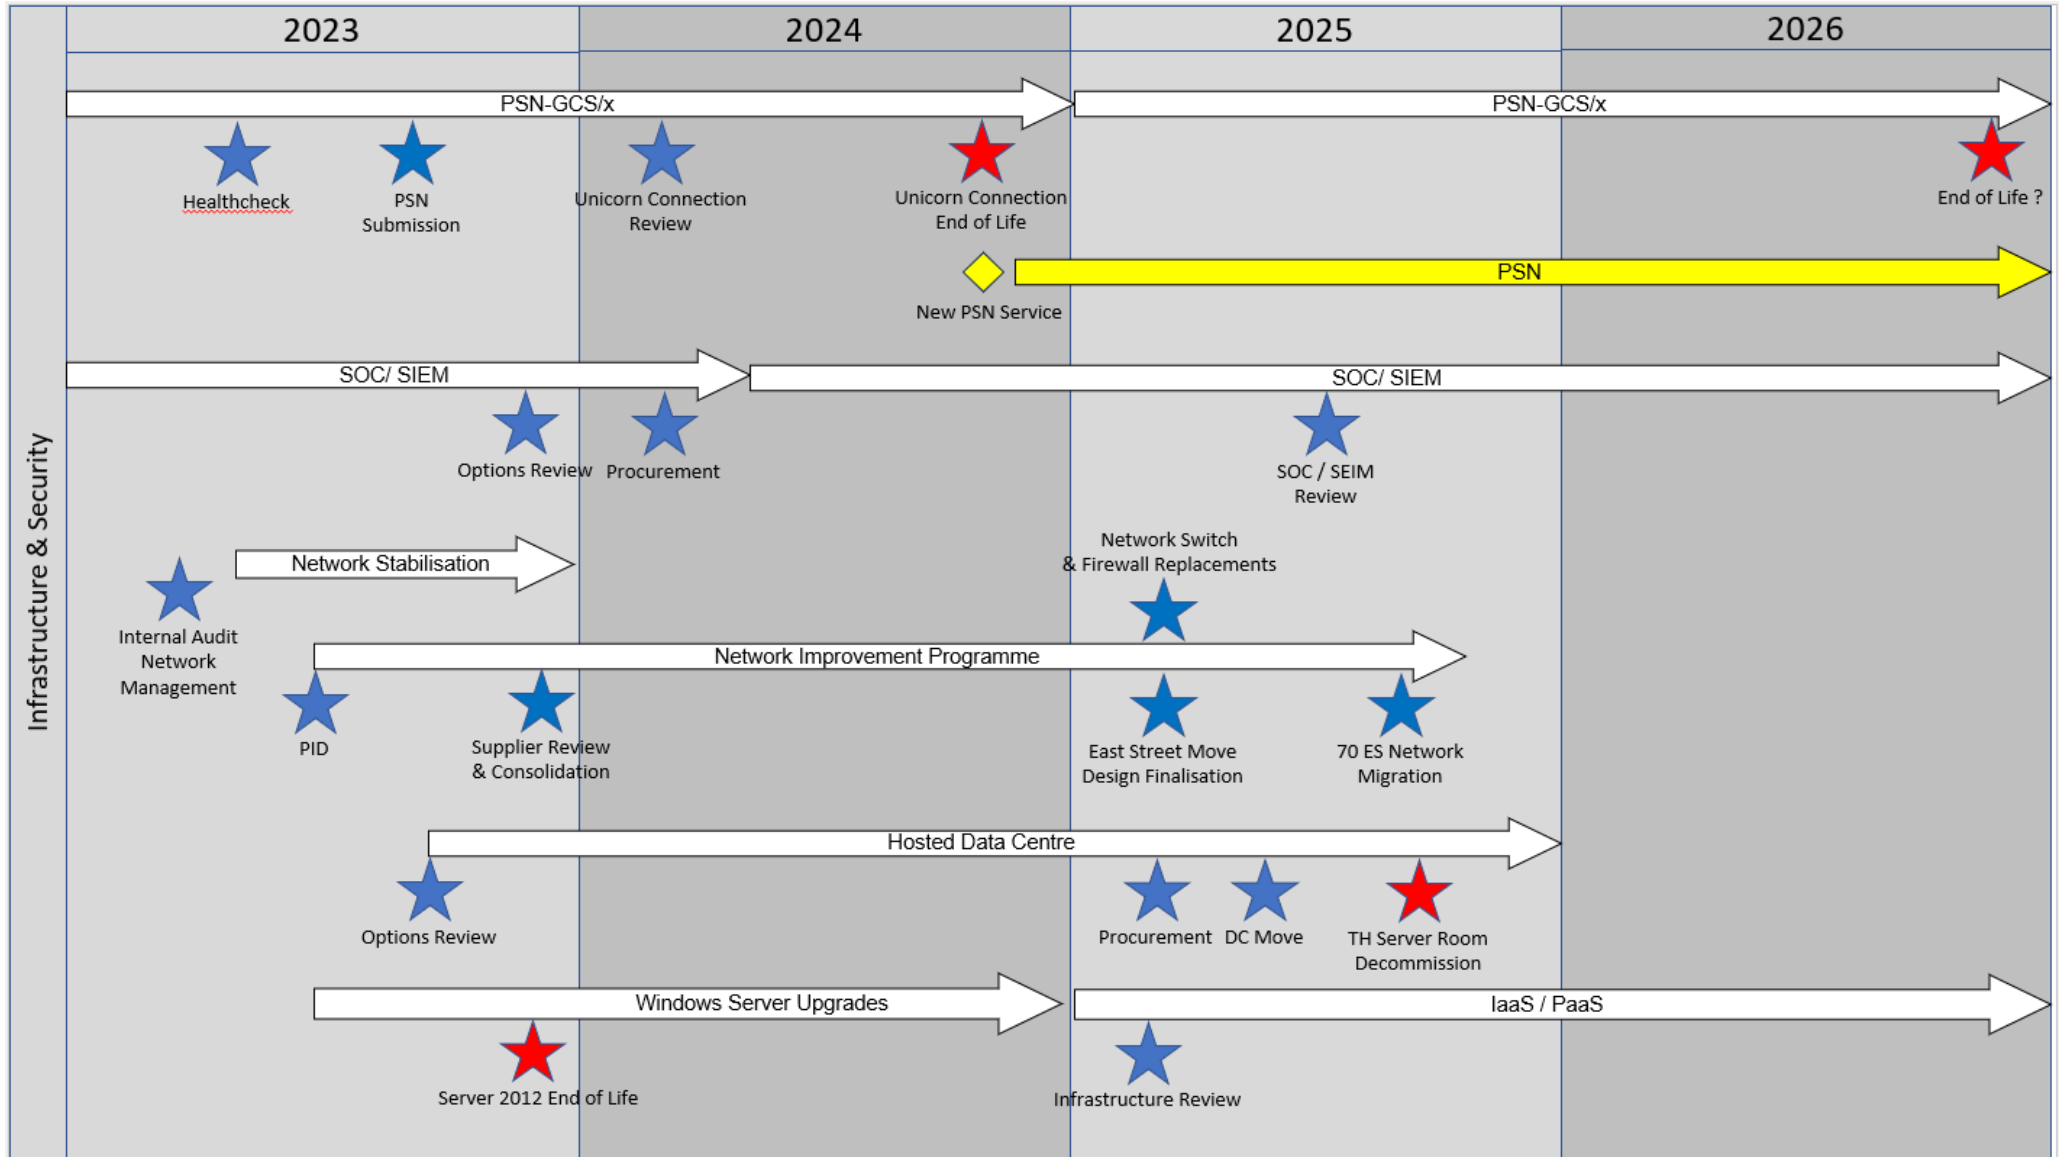 2023
2024
2025
2026
Infrastructure & Security
PSN-GCS/x
PSN-GCS/x
Healthcheck
PSN
Submission
Unicorn Connection
Review
Unicorn Connection
End of Life
End of Life ?
PSN
New PSN Service
SOC/ SIEM
SOC/ SIEM
Options Review
Procurement
SOC / SEIM
Review
Network Stabilisation
Network Switch
& Firewall Replacements
Internal Audit
Network
Management
Network Improvement Programme
PID
Supplier Review
& Consolidation
East Street Move
Design Finalisation
70 ES Network
Migration
Hosted Data Centre
Options Review
Procurement
DC Move
TH Server Room
Decommission
Windows Server Upgrades
IaaS / PaaS
Server 2012 End of Life
Infrastructure Review